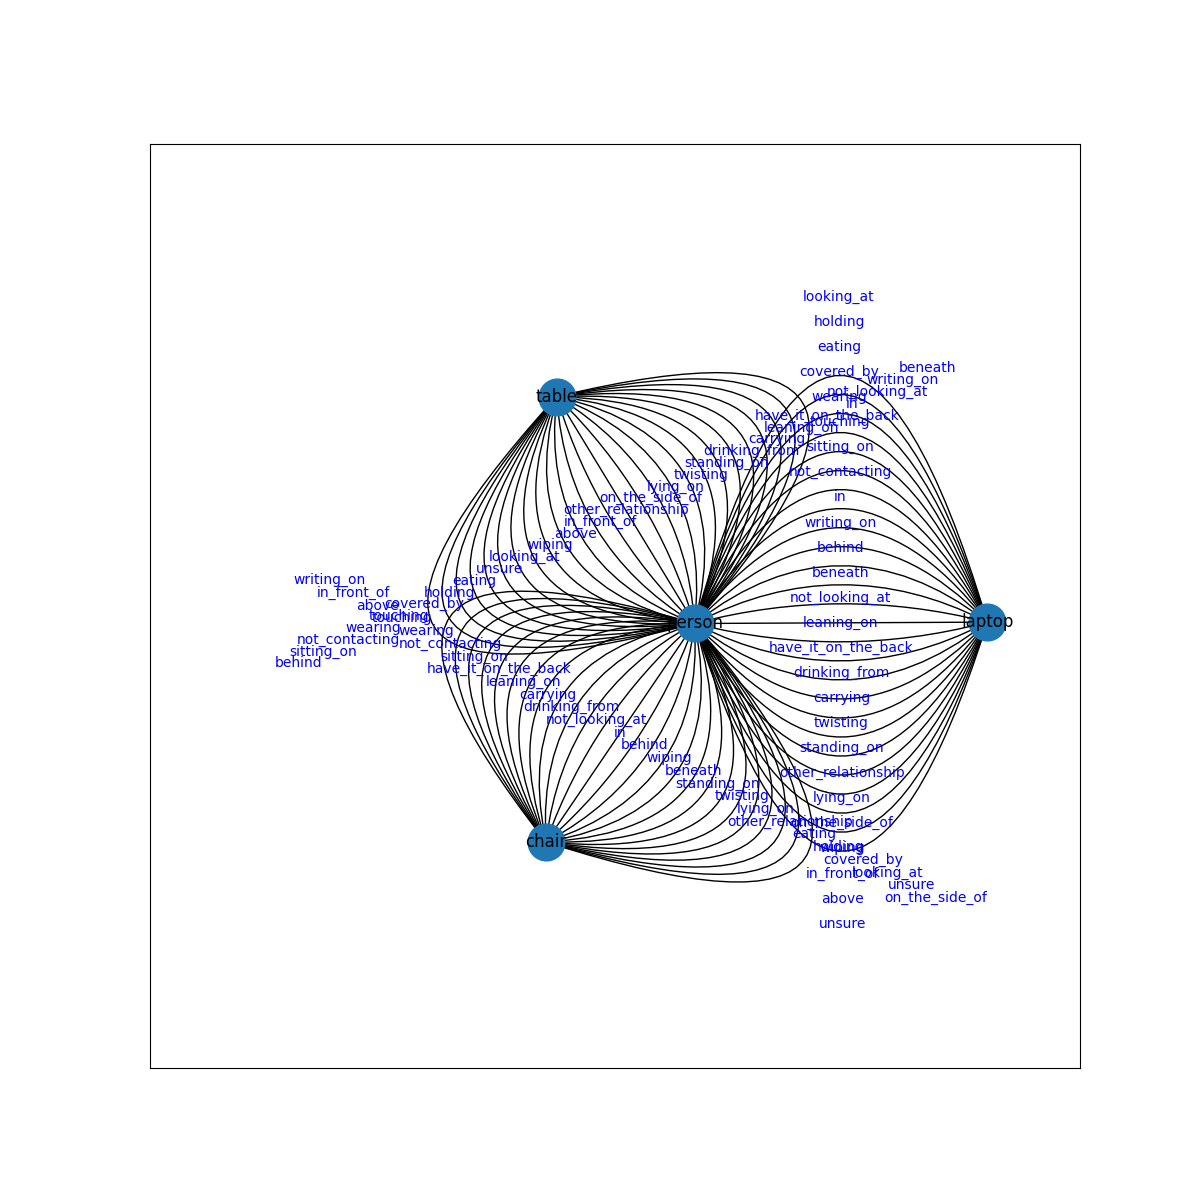 looking_at
holding
eating
covered_by
beneath
writing_on
not_looking_at
wearing
in
table
have_it_on_the_back
touching
leaning_on
carrying
sitting_on
drinking_from
standing_on
not_contacting
twisting
lying_on
in
on_the_side_of
other_relationship
in_front_of
writing_on
above
wiping
behind
looking_at
unsure
beneath
writing_on
eating
in_front_of
holding
not_looking_at
above
covered_by
touching
touching
person
laptop
leaning_on
wearing
wearing
not_contacting
not_contacting
have_it_on_the_back
sitting_on
sitting_on
behind
have_it_on_the_back
drinking_from
leaning_on
carrying
carrying
drinking_from
not_looking_at
twisting
in
behind
standing_on
wiping
beneath
other_relationship
standing_on
twisting
lying_on
lying_on
other_relationship
on_the_side_of
eating
chair
holding
wiping
covered_by
in_front_of
looking_at
unsure
above
on_the_side_of
unsure